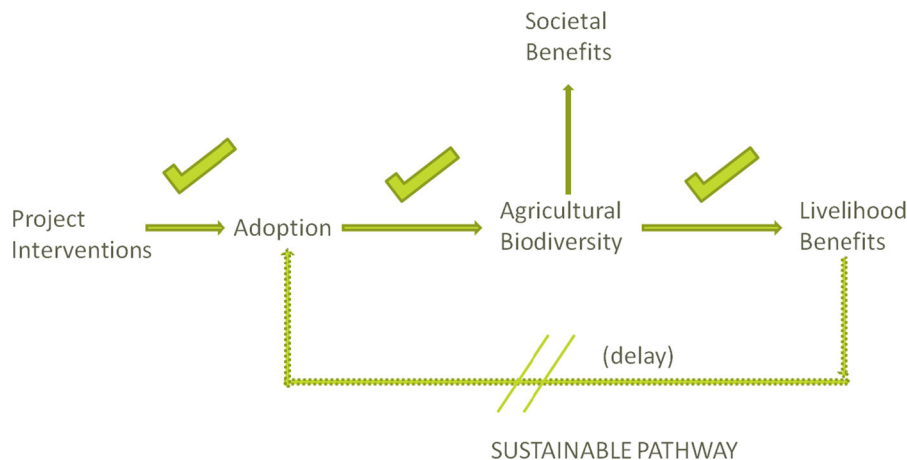 Societal
Benefits
Project
Interventions
Adoption
Agricultural
Biodiversity
Livelihood
Benefits
(delay)
SUSTAINABLE PATHWAY